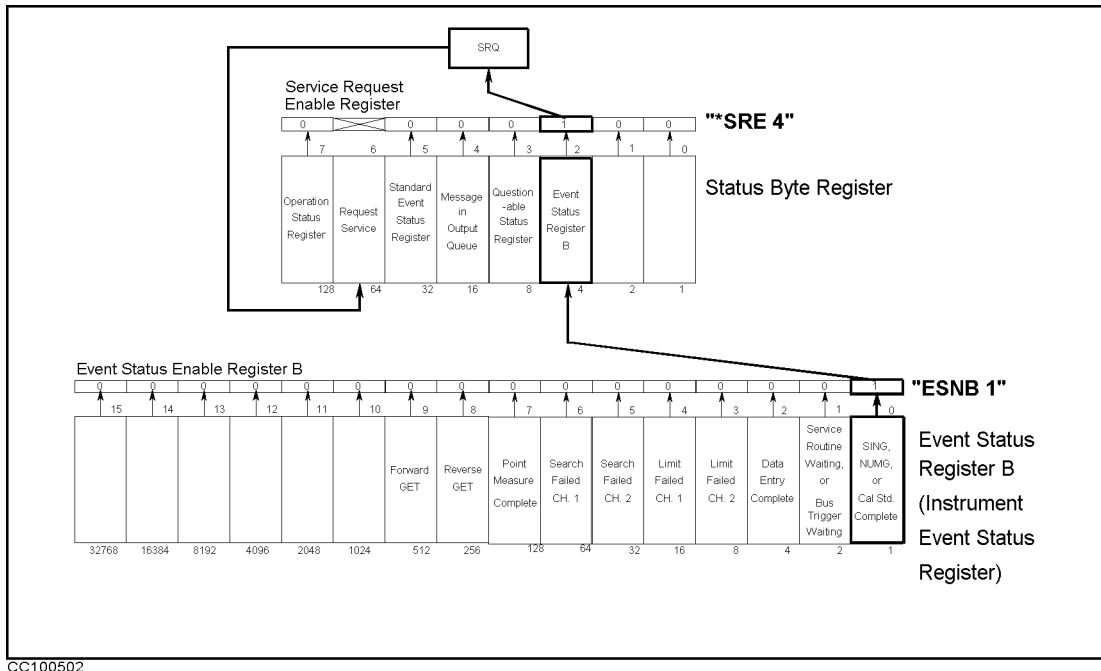 SRQ
Service Request
Enable Register
0 0 0 0 1 0 0 "*SRE 4"
7 6 5 4 3 2 1 0
Operation
Status
Register
Request
Service
Standard
Event
Status
Register
Message
in
Output
Queue
Question
-able
Status
Register
Event
Status
Register
B
Status Byte Register
128 64 32 16 8 4 2 1
Event Status Enable Register B
0 0 0 0 0 0 0 0 0 0 0 0 0 0 0 1 "ESNB 1"
15 14 13 12 11 10 9 8 7 6 5 4 3 2 1 0
Forward
GET
Reverse
GET
Point
Measure
Complete
Search
Failed
CH. 1
Search
Failed
CH. 2
Limit
Failed
CH. 1
Limit
Failed
CH. 2
Data
Entry
Complete
Service
Routine
Waiting,
or
Bus
Trigger
Waiting
SING,
NUMG,
or
Cal Std.
Complete
Event Status
Register B
(Instrument
Event Status
Register)
32768 16384 8192 4096 2048 1024 512 256 128 64 32 16 8 4 2 1
CC100502